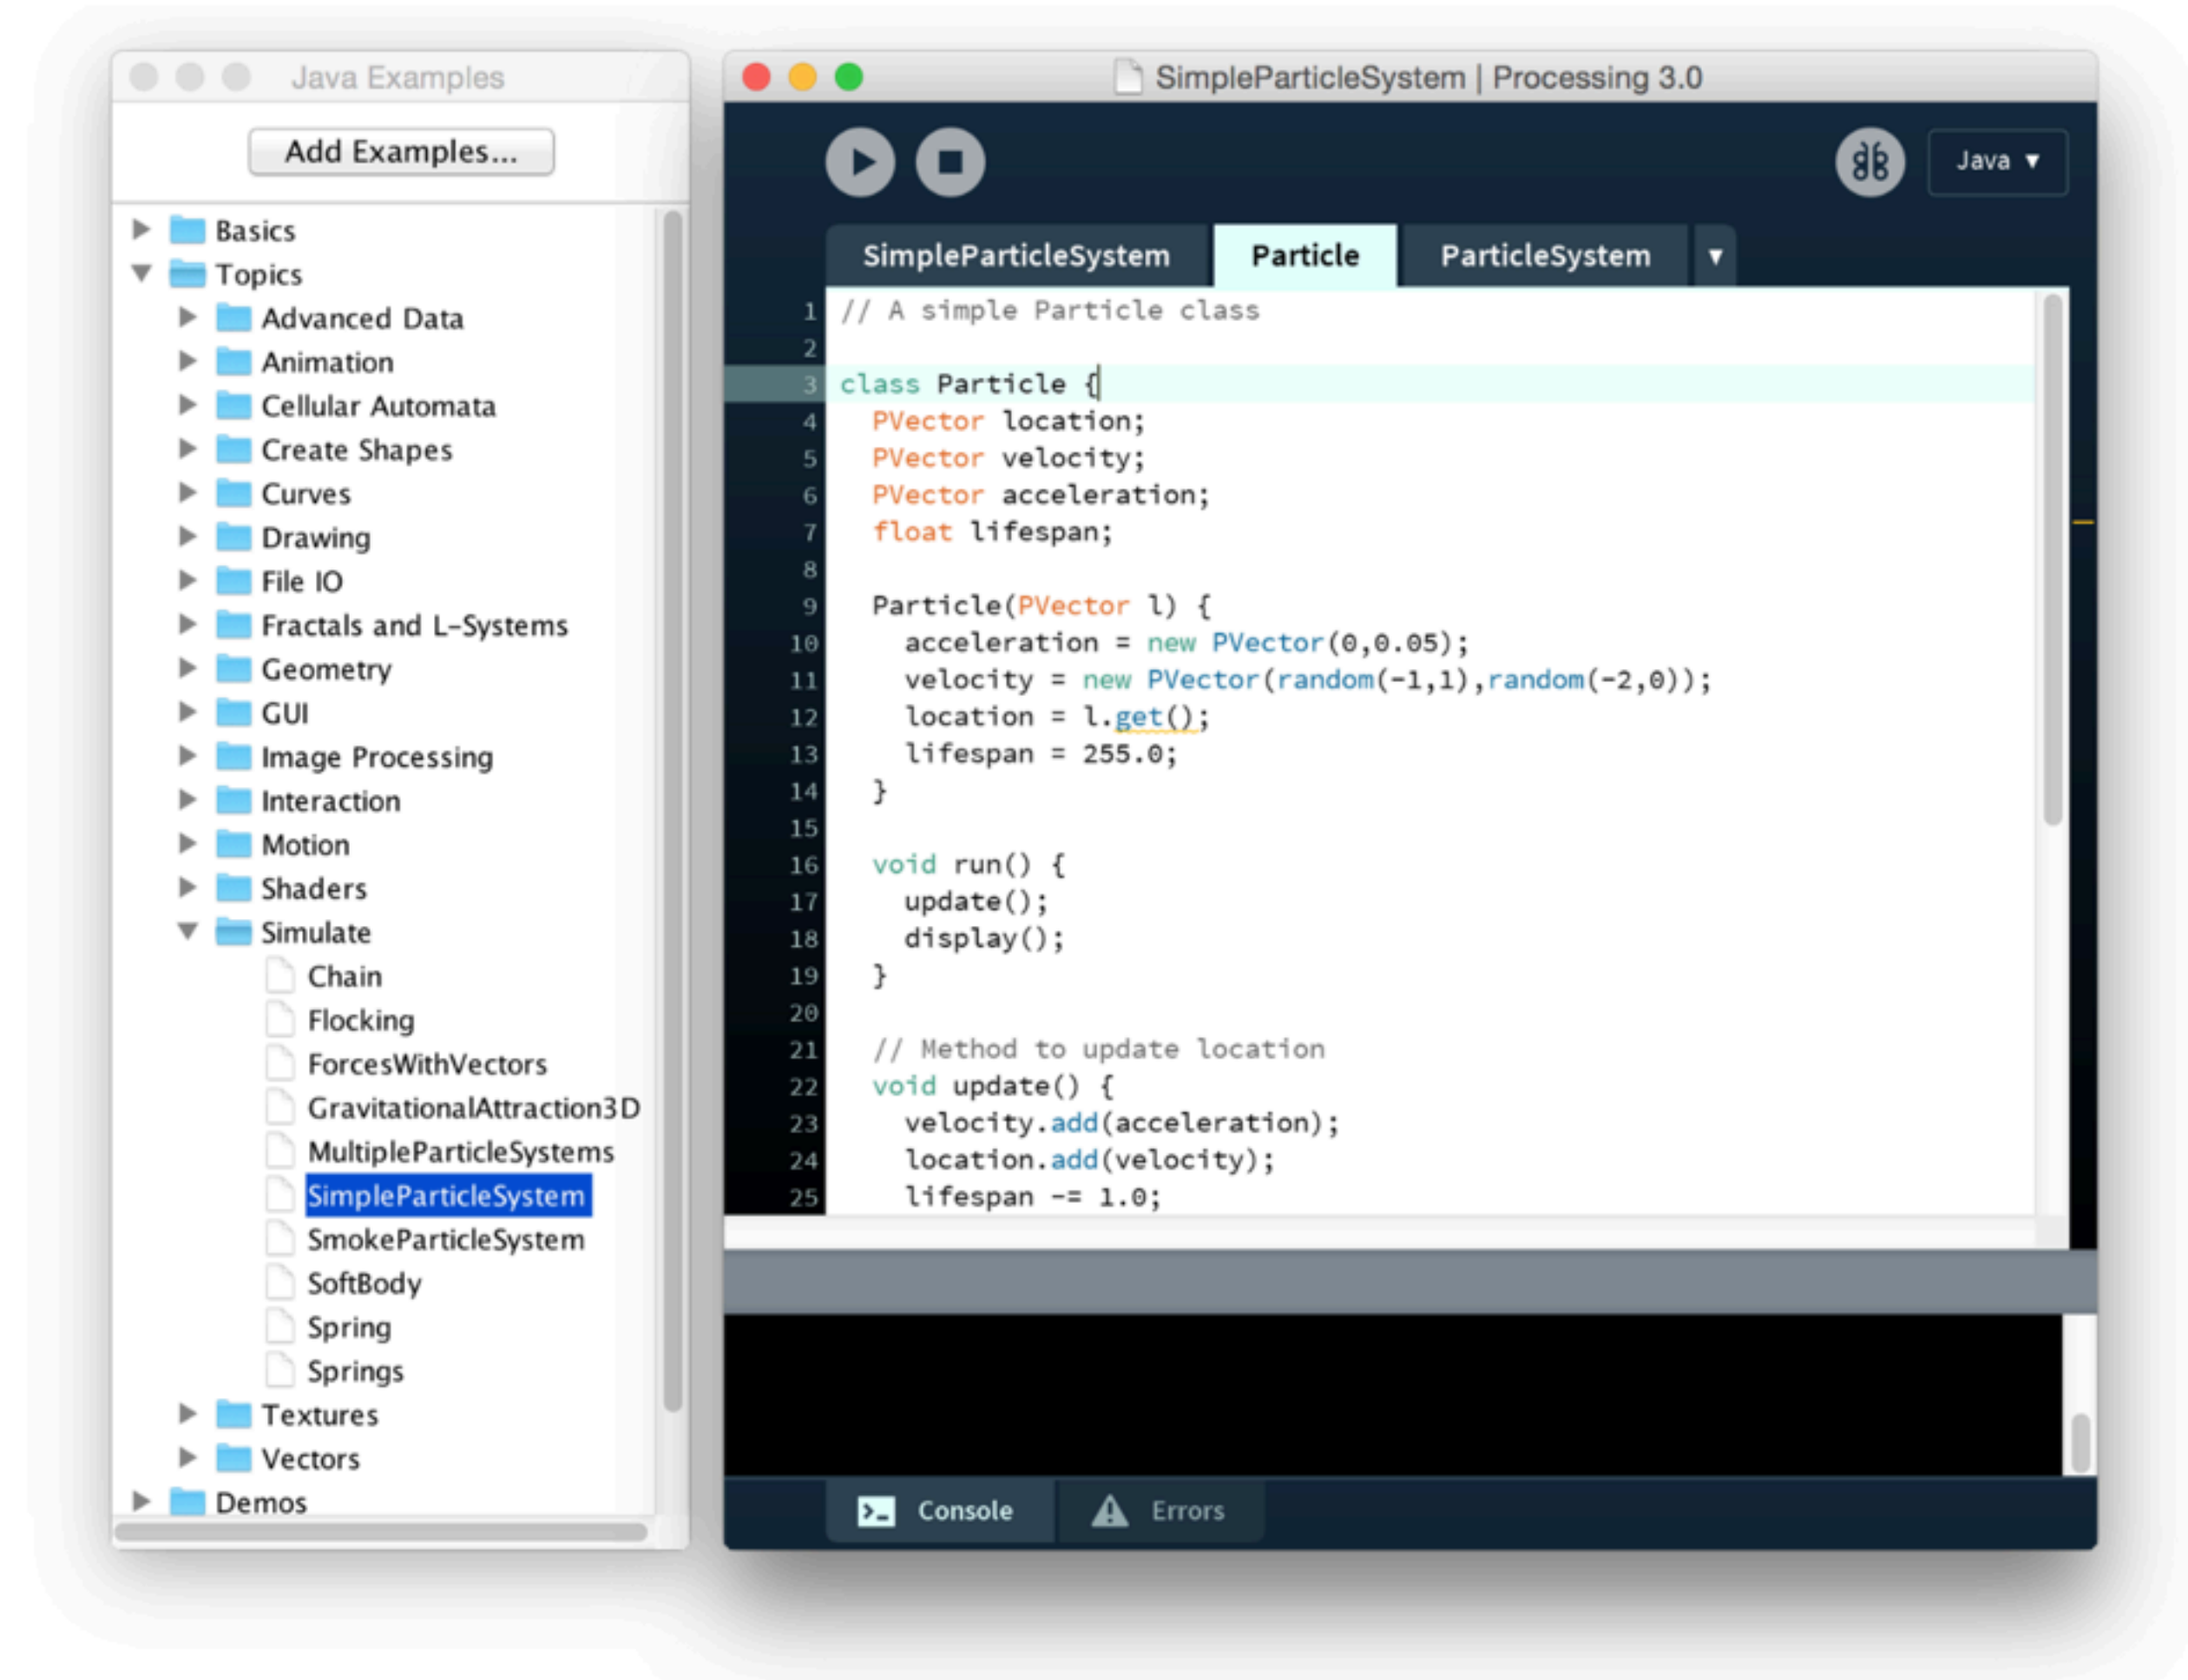 Java Examples
Add Examples...
Basics
Topics
Advanced Data
Animation
Cellular Automata
Create Shapes
Curves
Drawing
File IO
Fractals and L-Systems
Geometry
GUI
Image Processing
Interaction
Motion
Shaders
Simulate
Chain
Flocking
ForcesWithVectors
GravitationalAttraction3D
MultipleParticleSystems
SimpleParticleSystem
SmokeParticleSystem
SoftBody
Spring
Springs
Textures
Vectors
Demos
SimpleParticleSystem | Processing 3.0
Java ▼
SimpleParticleSystem Particle ParticleSystem ▼
1 // A simple Particle class
2
3 class Particle {
4 PVector location;
5 PVector velocity;
6 PVector acceleration;
7 float lifespan;
8
9 Particle(PVector l) {
10 acceleration = new PVector(0,0.05);
11 velocity = new PVector(random(-1,1),random(-2,0));
12 location = l.get();
13 lifespan = 255.0;
14 }
15
16 void run() {
17 update();
18 display();
19 }
20
21 // Method to update location
22 void update() {
23 velocity.add(acceleration);
24 location.add(velocity);
25 lifespan -= 1.0;
Console Errors